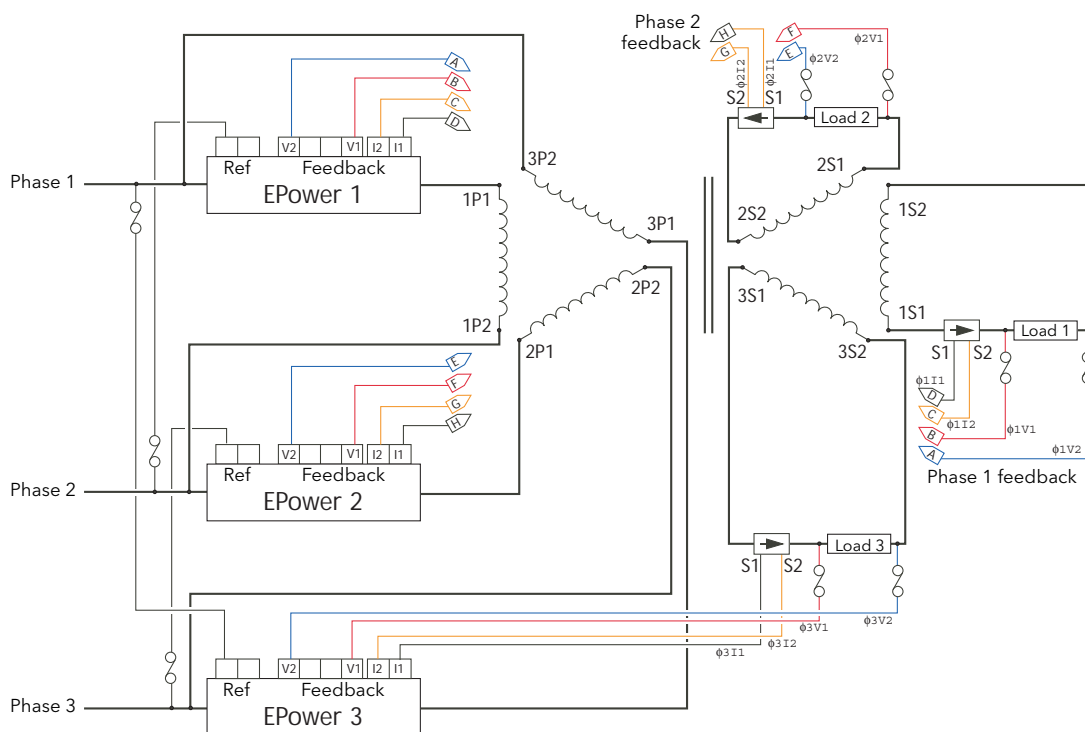 Phase 2
feedback
H
G
F
E
ϕ2I2
ϕ2I1
ϕ2V1
ϕ2V2
S2 S1
Load 2
A
B
C
D
V2 V1 I2 I1
Ref Feedback
EPower 1
Phase 1
3P2
1P1
3P1
2P2
1P2
2P1
2S1
2S2
1S2
3S1
1S1
3S2
S1 S2
Load 1
ϕ1I1
D
C
ϕ1I2
B
ϕ1V1
A
ϕ1V2
Phase 1 feedback
E
F
G
H
V2 V1 I2 I1
Ref Feedback
EPower 2
Phase 2
S1 S2
Load 3
ϕ3V2
ϕ3V1
ϕ3I2
ϕ3I1
V2 V1 I2 I1
Ref Feedback
EPower 3
Phase 3